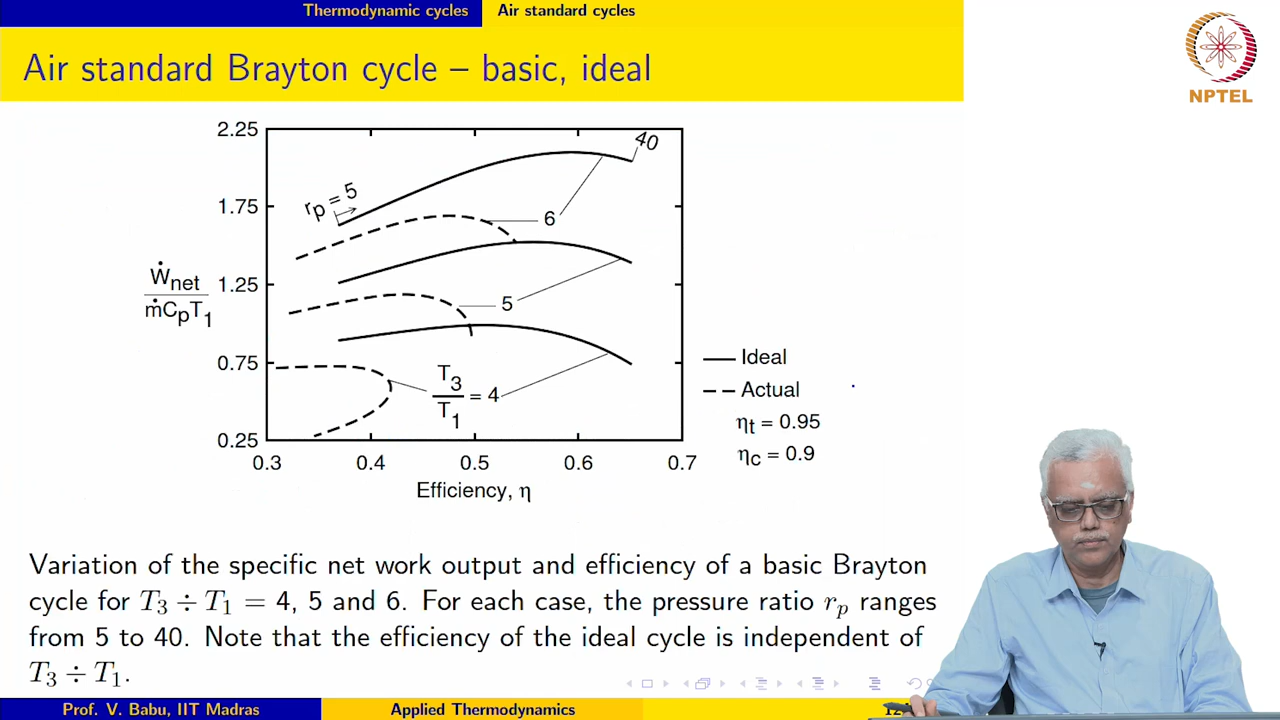 Thermodynamic cycles Air standard cycles
Air standard Brayton cycle – basic, ideal
NPTEL
2.25
1.75
1.25
0.75
0.25
0.3 0.4 0.5 0.6 0.7
Ẇnet
ṁCpT1
Efficiency, η
rp = 5
40
6
5
T3
T1
= 4
Ideal
Actual
ηt = 0.95
ηc = 0.9
Variation of the specific net work output and efficiency of a basic Brayton
cycle for T3 ÷ T1 = 4, 5 and 6. For each case, the pressure ratio rp ranges
from 5 to 40. Note that the efficiency of the ideal cycle is independent of
T3 ÷ T1.
Prof. V. Babu, IIT Madras Applied Thermodynamics